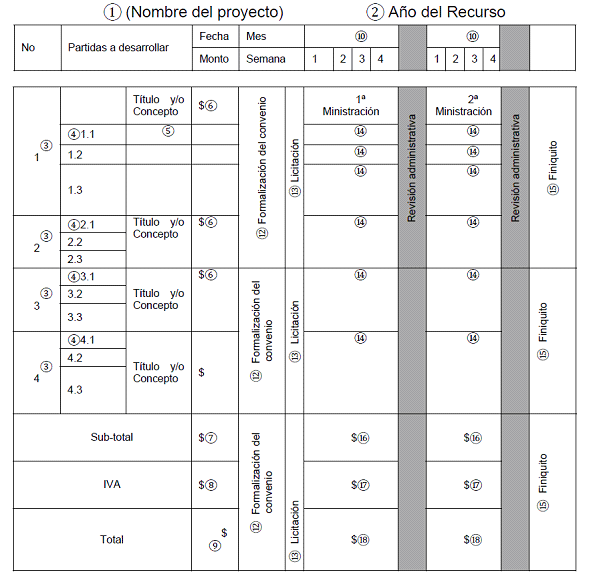 ① (Nombre del proyecto) ② Año del Recurso
No Partidas a desarrollar Fecha Mes ⑩ ⑩
Monto Semana 1 2 3 4 1 2 3 4
③ 1
Título y/o Concepto $⑥
④1.1 ⑤
1.2
1.3
⑫ Formalización del convenio
⑬ Licitación
1ª Ministración
⑭
⑭
⑭
Revisión administrativa
2ª Ministración
⑭
⑭
⑭
Revisión administrativa
⑮ Finiquito
③ 2
④2.1 Título y/o Concepto $⑥ ⑭ ⑭
2.2
2.3
③ 3
④3.1 Título y/o Concepto $⑥ ⑭ ⑭
3.2
3.3
⑫ Formalización del convenio
⑬ Licitación
⑮ Finiquito
③ 4
④4.1 ⑭ ⑭
4.2 Título y/o Concepto $
4.3
Sub-total $⑦ $⑯ $⑯
⑫ Formalización del convenio
⑬ Licitación
⑮ Finiquito
IVA $⑧ $⑰ $⑰
Total $ ⑨ $⑱ $⑱